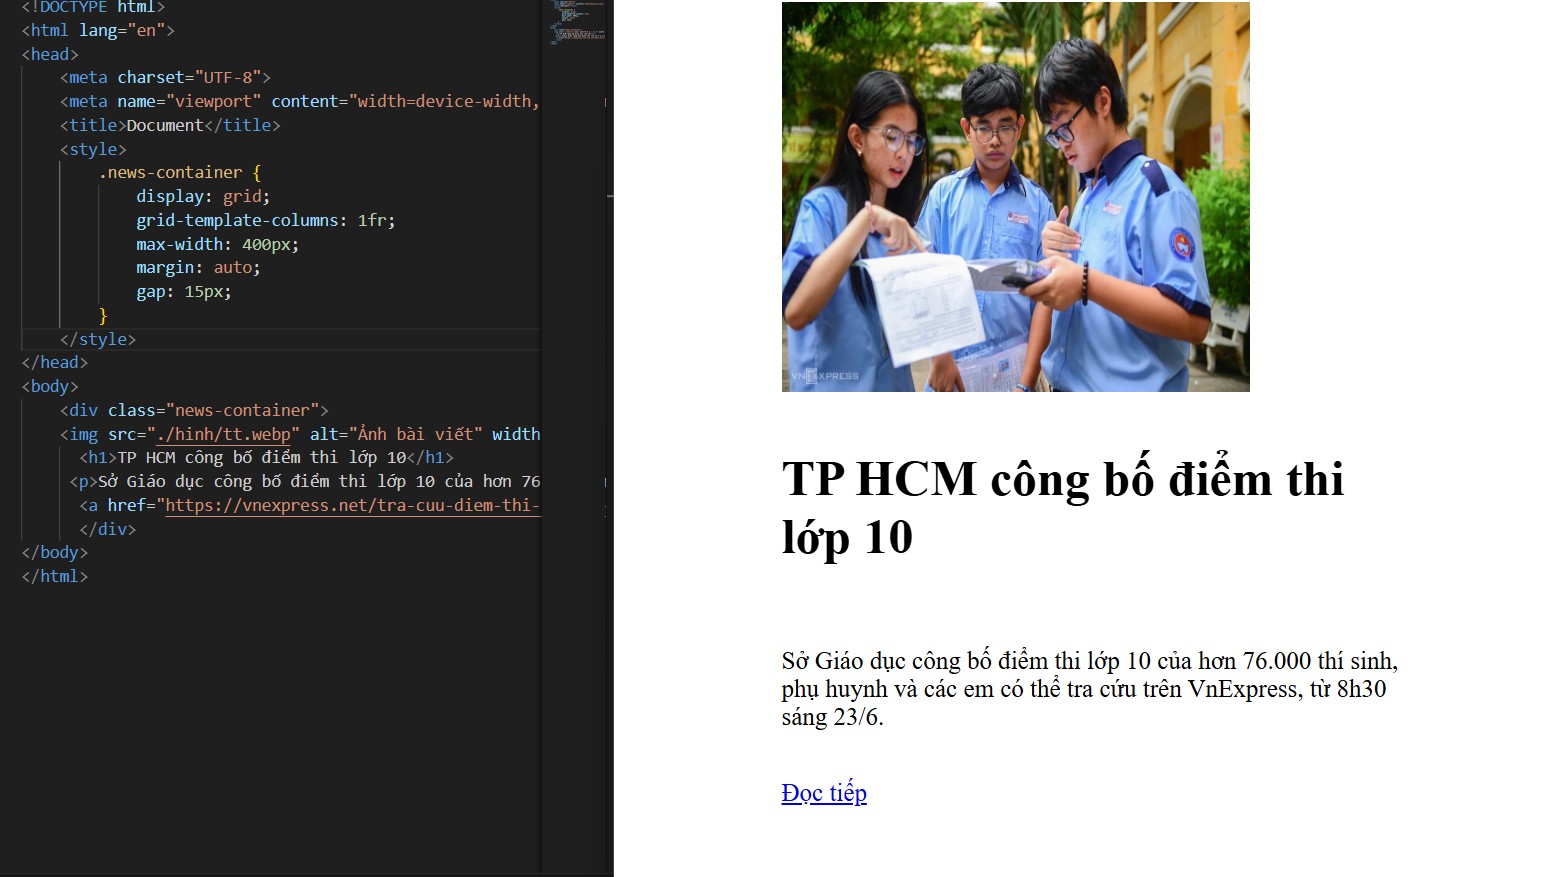 <!DOCTYPE html>
<html lang="en">
<head>
<meta charset="UTF-8">
<meta name="viewport" content="width=device-width,
<title>Document</title>
<style>
.news-container {
display: grid;
grid-template-columns: 1fr;
max-width: 400px;
margin: auto;
gap: 15px;
}
</style>
</head>
<body>
<div class="news-container">
<img src="./hinh/tt.webp" alt="Ảnh bài viết" width
<h1>TP HCM công bố điểm thi lớp 10</h1>
<p>Sở Giáo dục công bố điểm thi lớp 10 của hơn 76
<a href="https://vnexpress.net/tra-cuu-diem-thi-
</div>
</body>
</html>
VNEXPRESS
TP HCM công bố điểm thi
lớp 10
Sở Giáo dục công bố điểm thi lớp 10 của hơn 76.000 thí sinh,
phụ huynh và các em có thể tra cứu trên VnExpress, từ 8h30
sáng 23/6.
Đọc tiếp